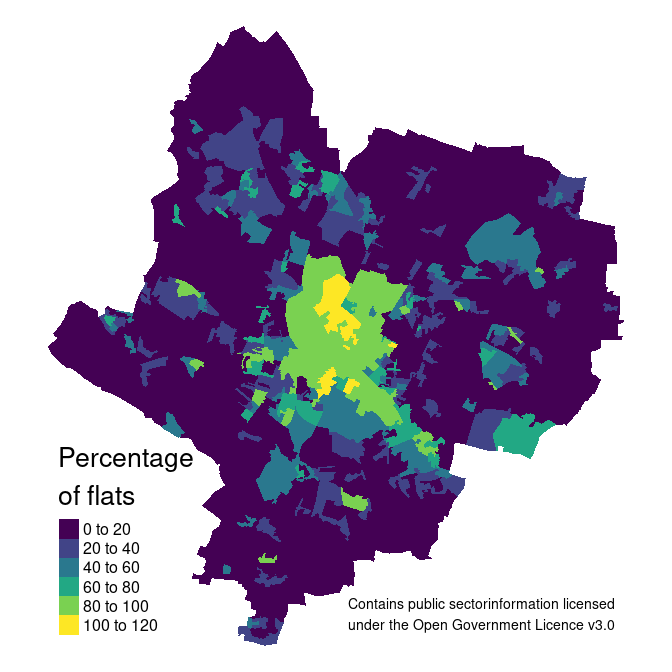 Percentage
of flats
0 to 20
20 to 40
40 to 60
60 to 80
80 to 100
100 to 120
Contains public sectorinformation licensed
under the Open Government Licence v3.0